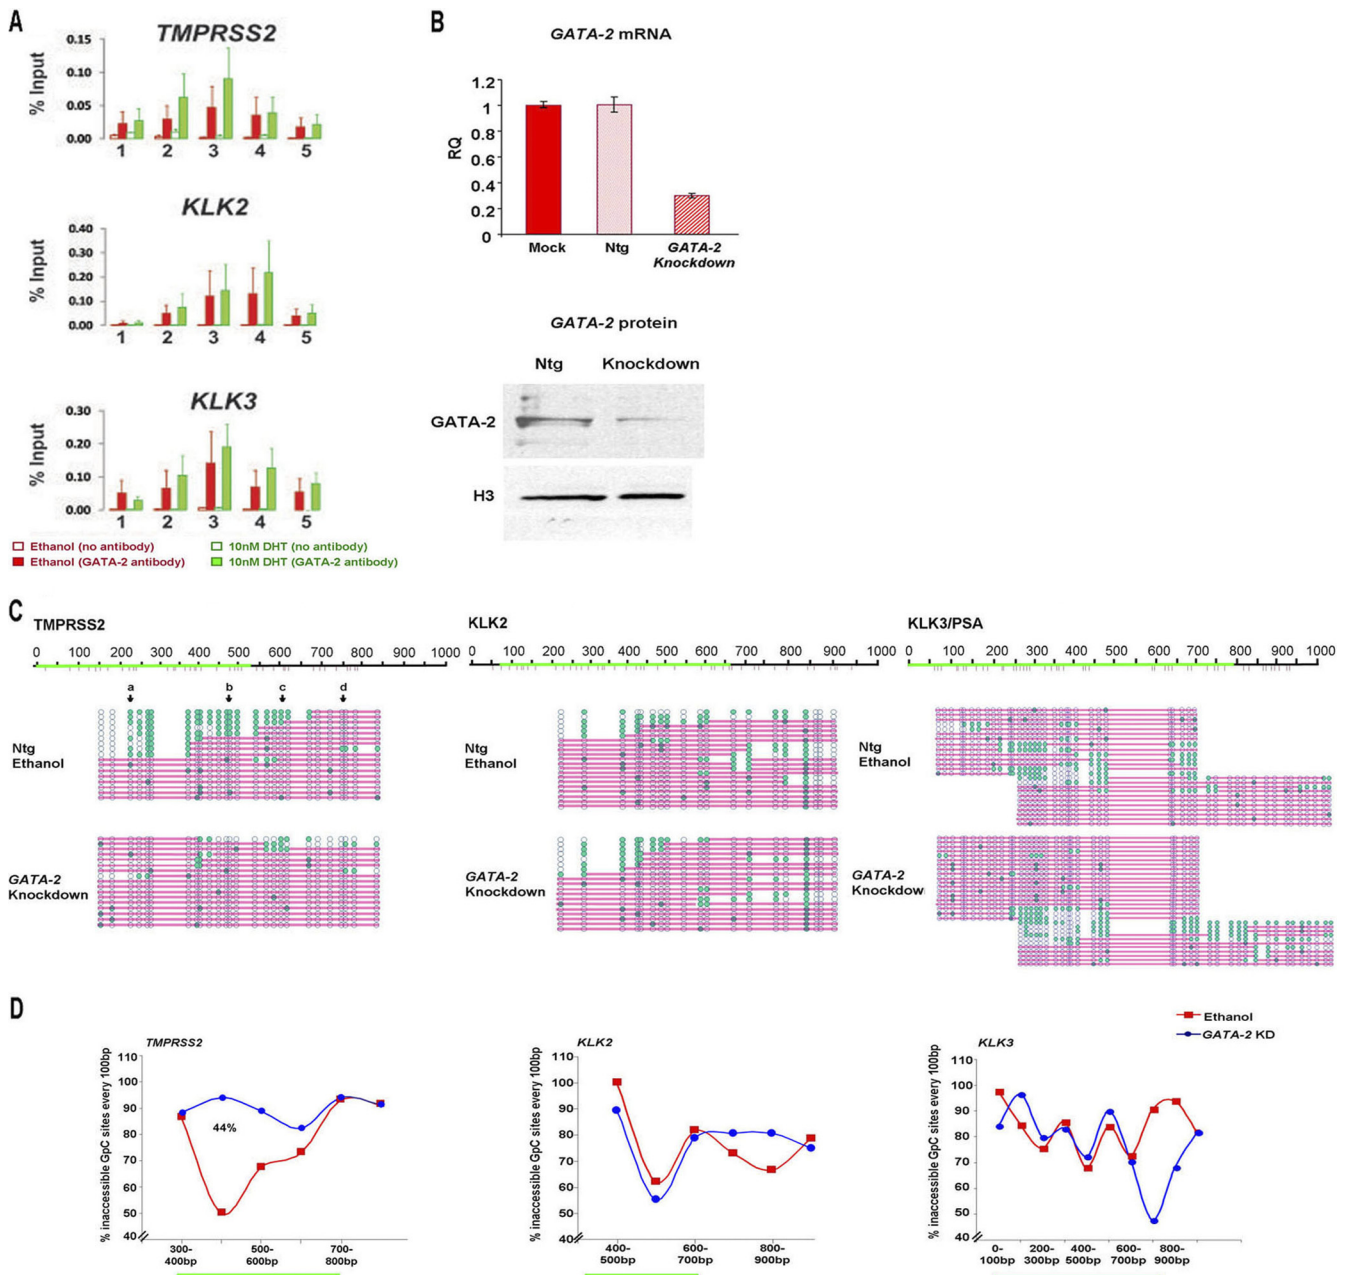 A
TMPRSS2
% Input
0.15
0.10
0.05
0.00
1 2 3 4 5
KLK2
% Input
0.40
0.30
0.20
0.10
0.00
1 2 3 4 5
KLK3
% Input
0.30
0.20
0.10
0.00
1 2 3 4 5
Ethanol (no antibody)
10nM DHT (no antibody)
Ethanol (GATA-2 antibody)
10nM DHT (GATA-2 antibody)
B
GATA-2 mRNA
RQ
1.2
1
0.8
0.6
0.4
0.2
0
Mock
Ntg
GATA-2
Knockdown
GATA-2 protein
Ntg
Knockdown
GATA-2
H3
C
TMPRSS2
0 100 200 300 400 500 600 700 800 900 1000
a b c d
Ntg
Ethanol
GATA-2
Knockdown
KLK2
0 100 200 300 400 500 600 700 800 900 1000
Ntg
Ethanol
GATA-2
Knockdown
KLK3/PSA
0 100 200 300 400 500 600 700 800 900 1000
Ntg
Ethanol
GATA-2
Knockdow
D
Ethanol
GATA-2 KD
TMPRSS2
% inaccessible GpC sites every 100bp
110
100
90
80
70
60
50
40
44%
300-
400bp
500-
600bp
700-
800bp
KLK2
% inaccessible GpC sites every 100bp
110
100
90
80
70
60
50
40
400-
500bp
600-
700bp
800-
900bp
KLK3
% inaccessible GpC sites every 100bp
110
100
90
80
70
60
50
40
0-
100bp
200-
300bp
400-
500bp
600-
700bp
800-
900bp